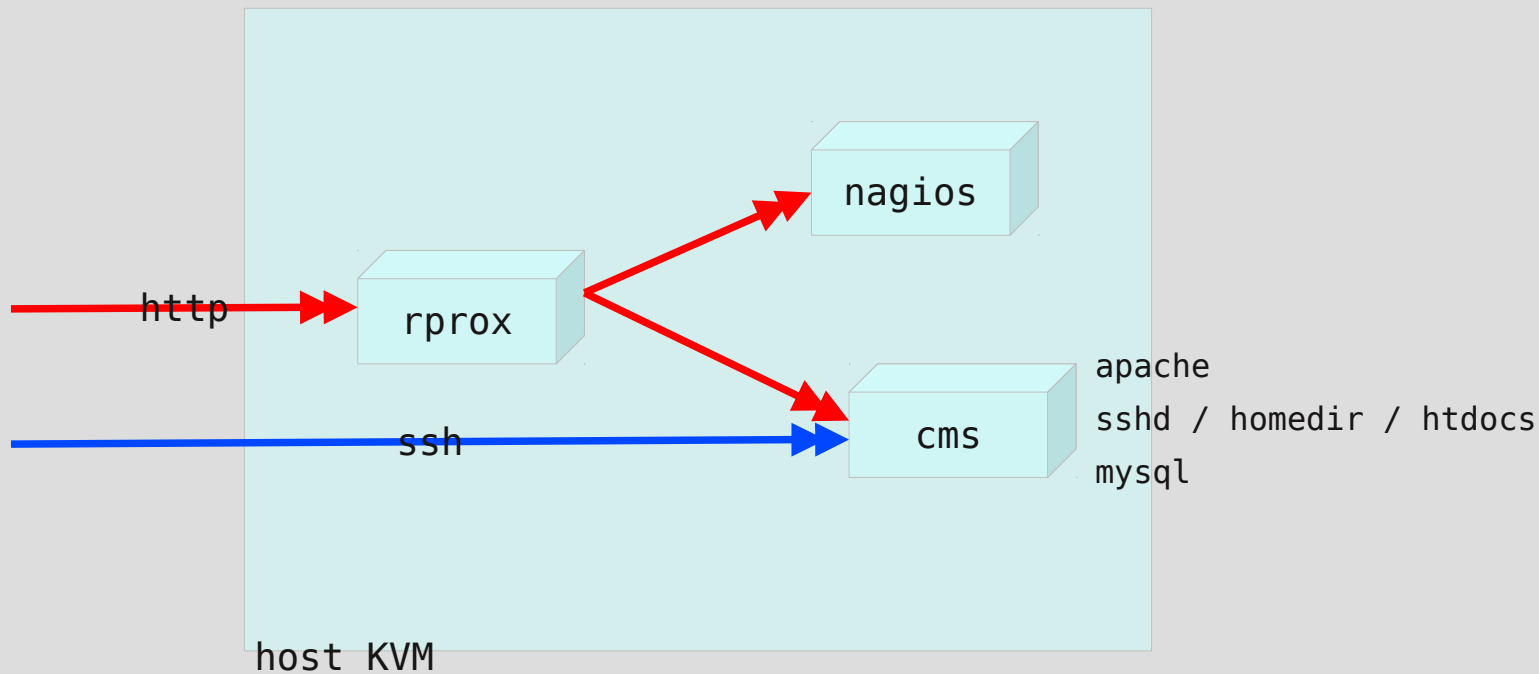 nagios
http
rprox
apache
sshd / homedir / htdocs
cms
ssh
mysql
host KVM